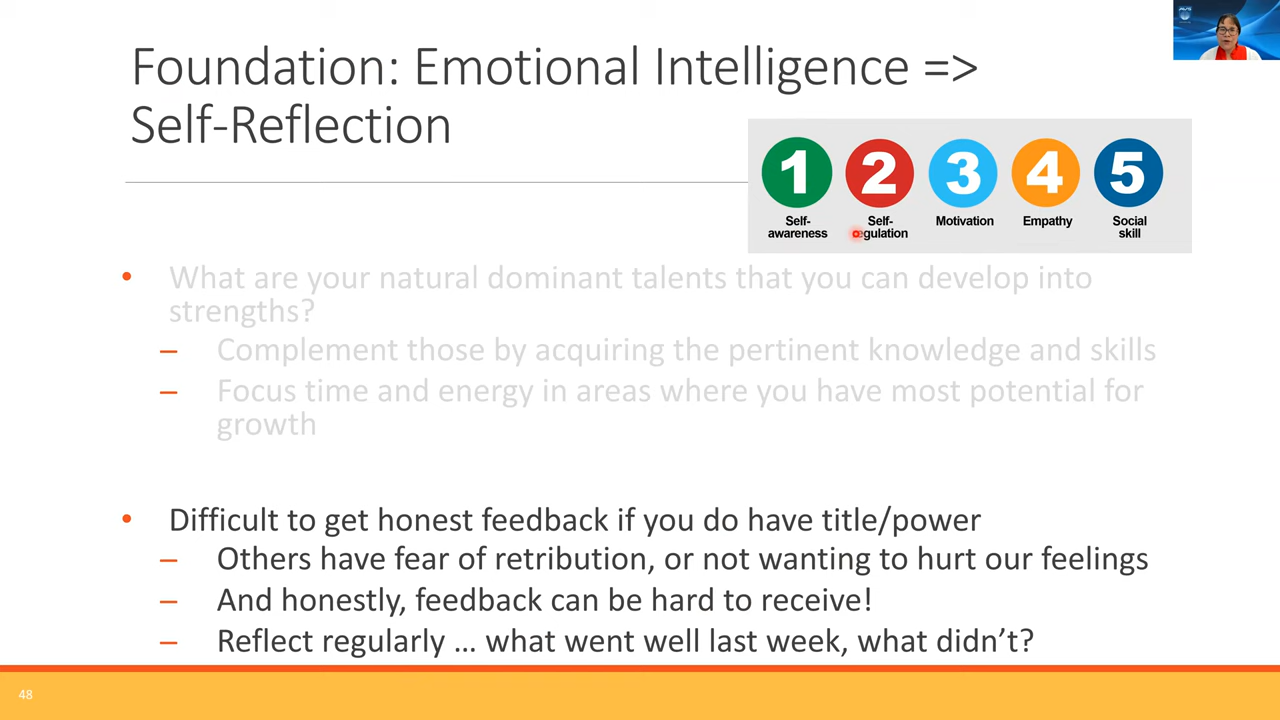 Foundation: Emotional Intelligence =>
Self-Reflection
1 2 3 4 5
Self-
awareness
Self-
regulation
Motivation
Empathy
Social
skill
• What are your natural dominant talents that you can develop into
strengths?
– Complement those by acquiring the pertinent knowledge and skills
– Focus time and energy in areas where you have most potential for
growth
• Difficult to get honest feedback if you do have title/power
– Others have fear of retribution, or not wanting to hurt our feelings
– And honestly, feedback can be hard to receive!
– Reflect regularly … what went well last week, what didn’t?
48